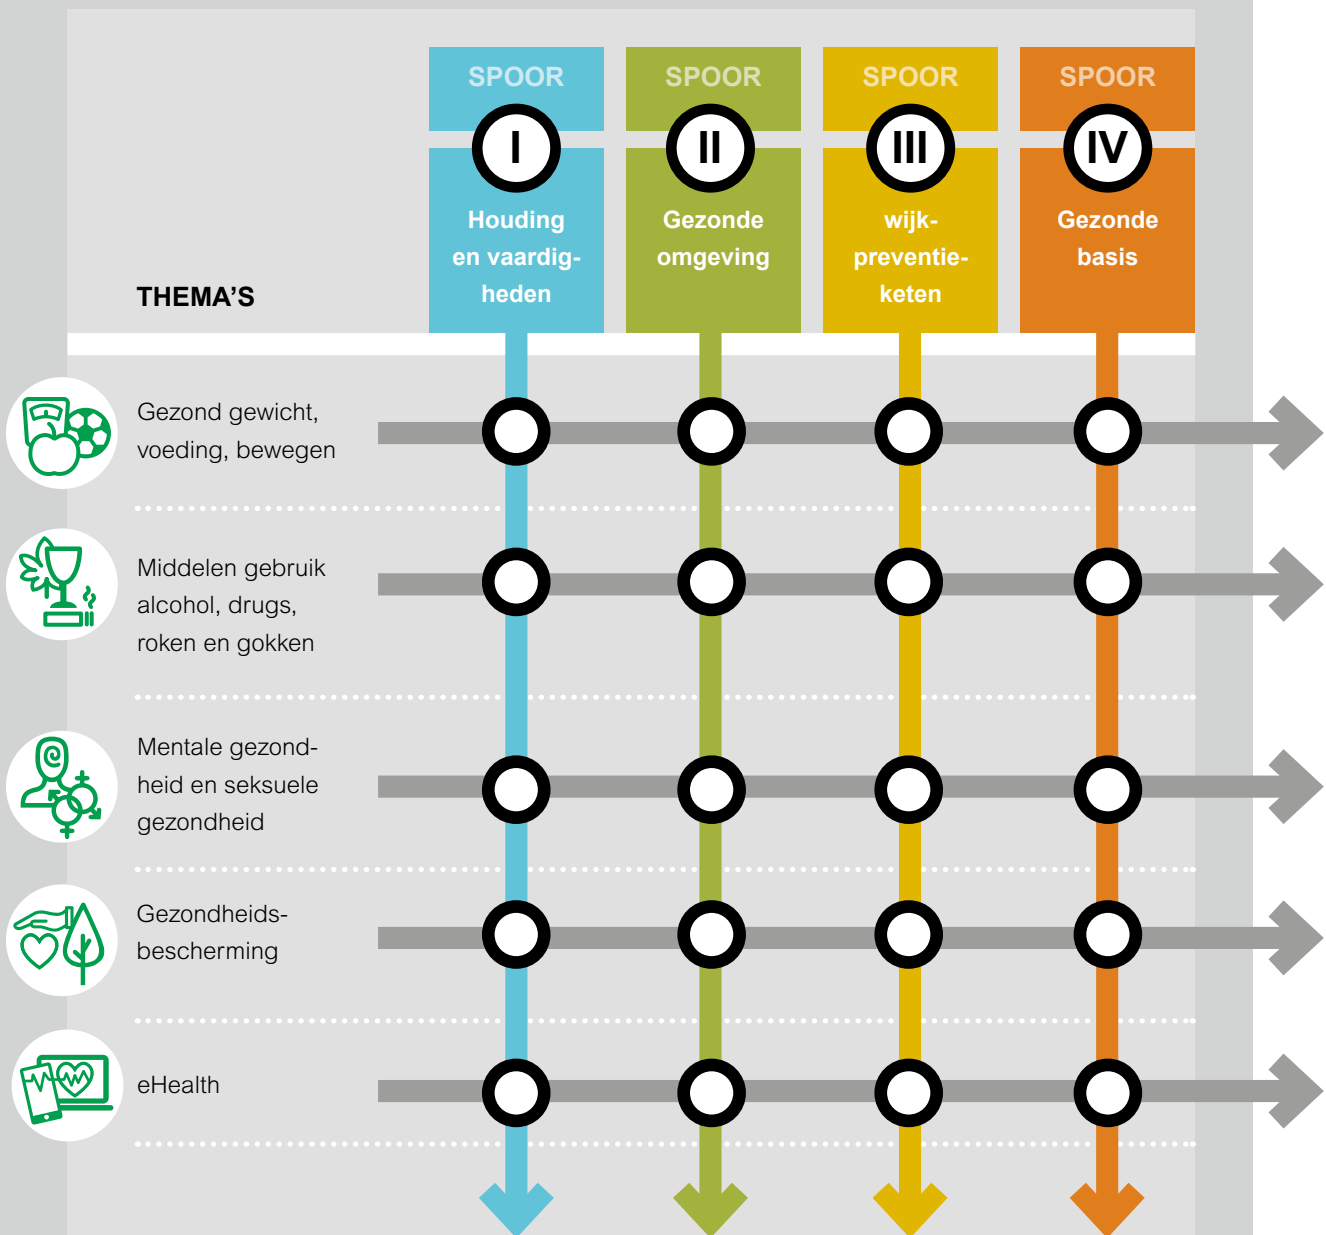 SPOOR
I
Houding
en vaardig-
heden
SPOOR
II
Gezonde
omgeving
SPOOR
III
wijk-
preventie-
keten
SPOOR
IV
Gezonde
basis
THEMA'S
Gezond gewicht,
voeding, bewegen
Middelen gebruik
alcohol, drugs,
roken en gokken
Mentale gezond-
heid en seksuele
gezondheid
Gezondheids-
bescherming
eHealth